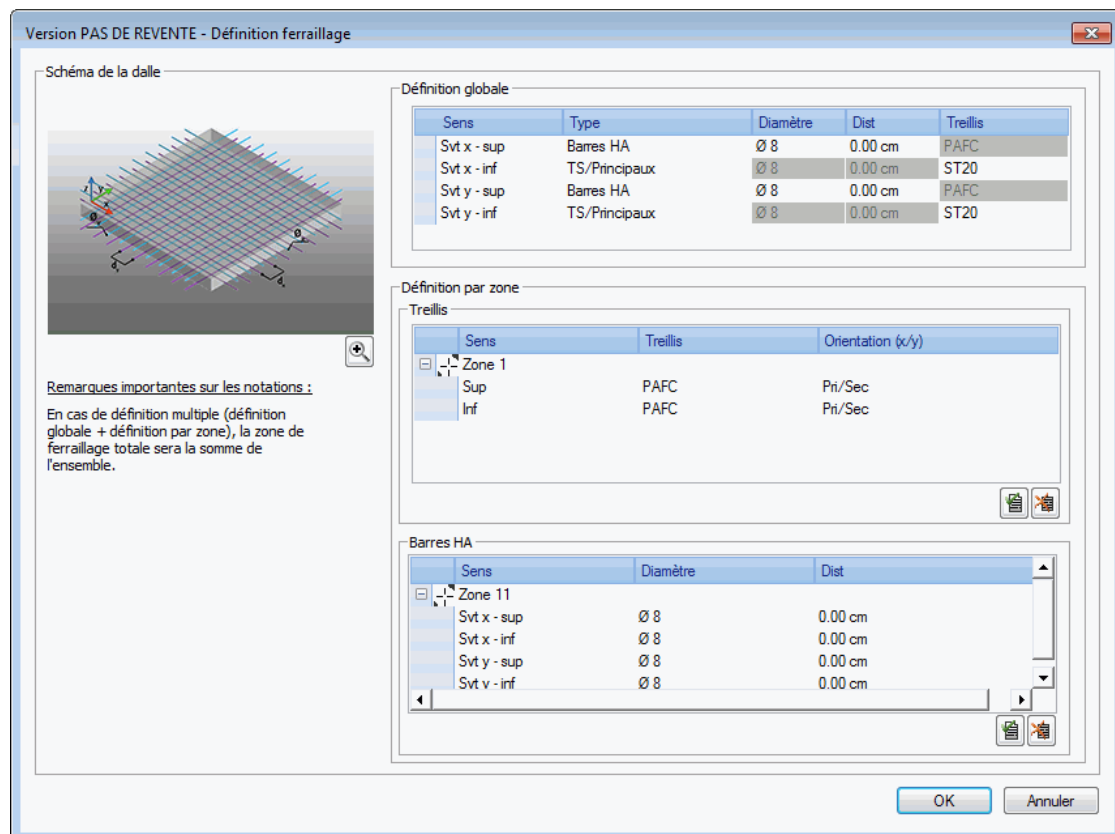 Version PAS DE REVENTE - Définition ferraillage
Schéma de la dalle
Remarques importantes sur les notations :
En cas de définition multiple (définition
globale + définition par zone), la zone de
ferraillage totale sera la somme de
l'ensemble.
Définition globale
Sens Type Diamètre Dist Treillis
Svt x - sup Barres HA Ø 8 0.00 cm PAFC
Svt x - inf TS/Principaux Ø 8 0.00 cm ST20
Svt y - sup Barres HA Ø 8 0.00 cm PAFC
Svt y - inf TS/Principaux Ø 8 0.00 cm ST20
Définition par zone
Treillis
Sens Treillis Orientation (x/y)
Zone 1
Sup PAFC Pri/Sec
Inf PAFC Pri/Sec
Barres HA
Sens Diamètre Dist
Zone 11
Svt x - sup Ø 8 0.00 cm
Svt x - inf Ø 8 0.00 cm
Svt y - sup Ø 8 0.00 cm
Svt y - inf Ø 8 0.00 cm
OK Annuler